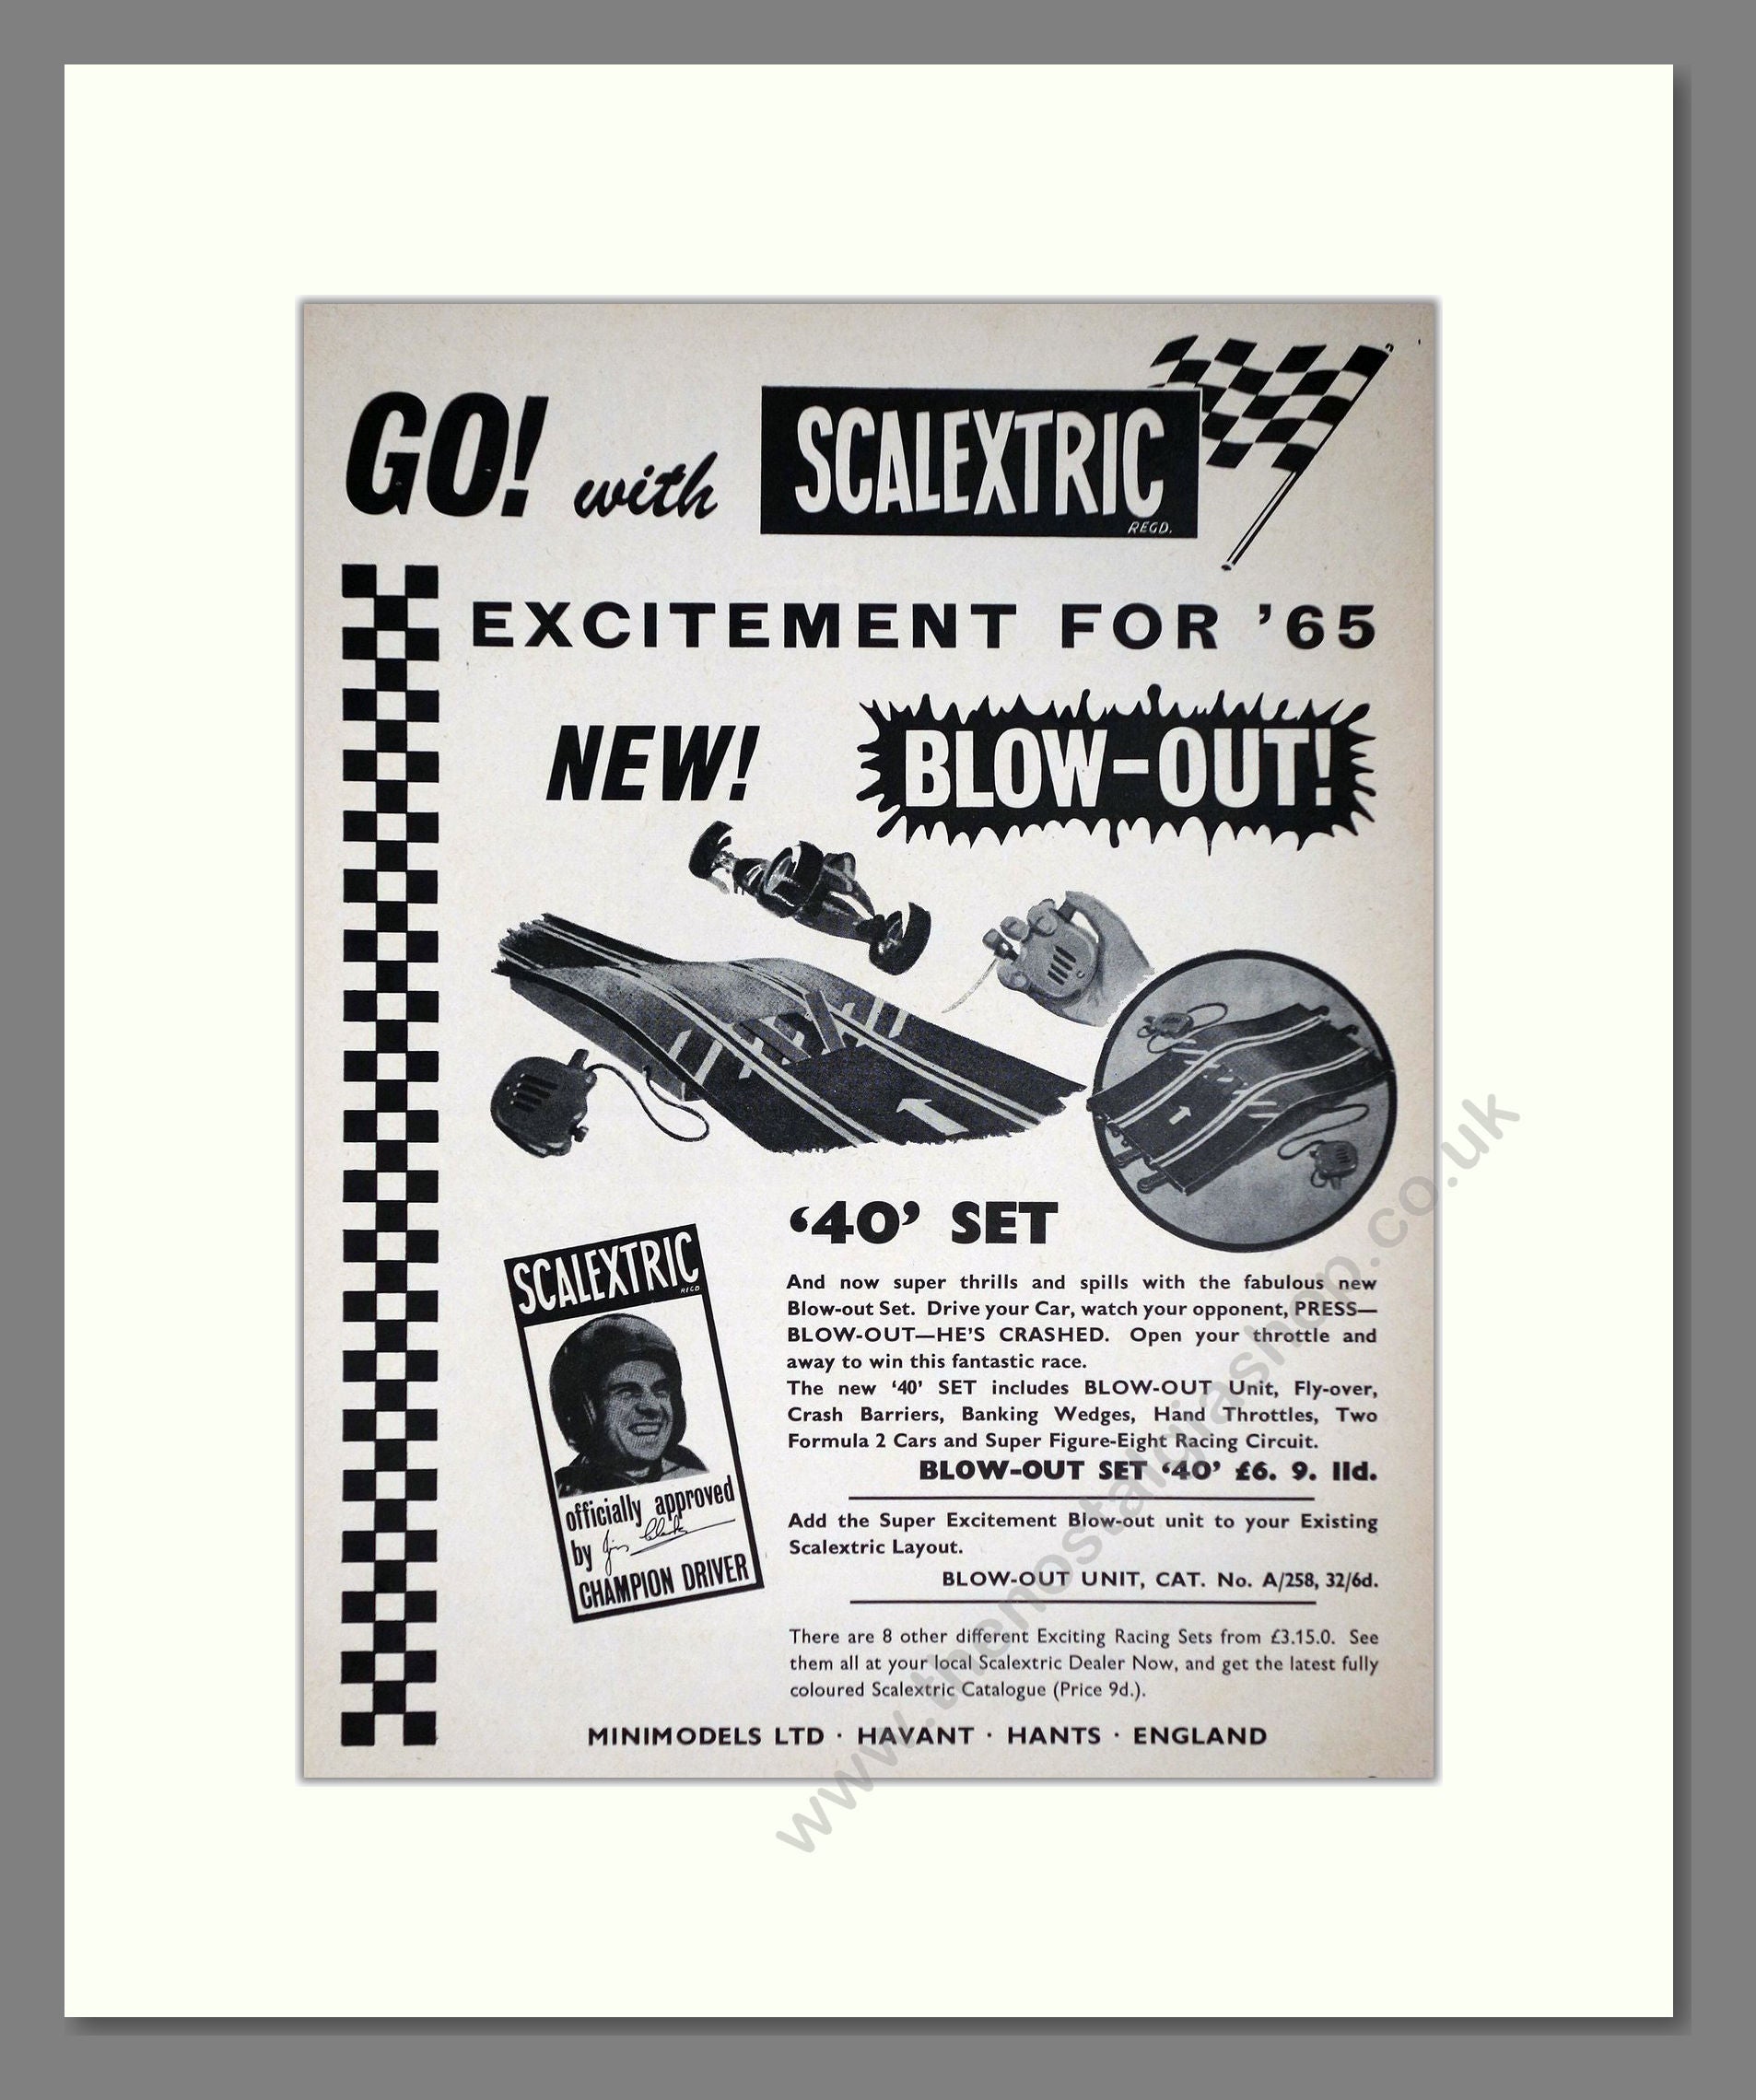 GO! with SCALEXTRIC
REGD.
EXCITEMENT FOR '65
NEW! BLOW-OUT!
'40' SET
And now super thrills and spills with the fabulous new
Blow-out Set. Drive your Car, watch your opponent, PRESS—
BLOW-OUT—HE'S CRASHED. Open your throttle and
away to win this fantastic race.
The new '40' SET includes BLOW-OUT Unit, Fly-over,
Crash Barriers, Banking Wedges, Hand Throttles, Two
Formula 2 Cars and Super Figure-Eight Racing Circuit.
BLOW-OUT SET '40' £6. 9. 11d.
Add the Super Excitement Blow-out unit to your Existing
Scalextric Layout.
BLOW-OUT UNIT, CAT. No. A/258, 32/6d.
There are 8 other different Exciting Racing Sets from £3.15.0. See
them all at your local Scalextric Dealer Now, and get the latest fully
coloured Scalextric Catalogue (Price 9d.).
SCALEXTRIC
REGD
officially approved
by Jim Clark
CHAMPION DRIVER
MINIMODELS LTD · HAVANT · HANTS · ENGLAND
www.thenostalgiashop.co.uk